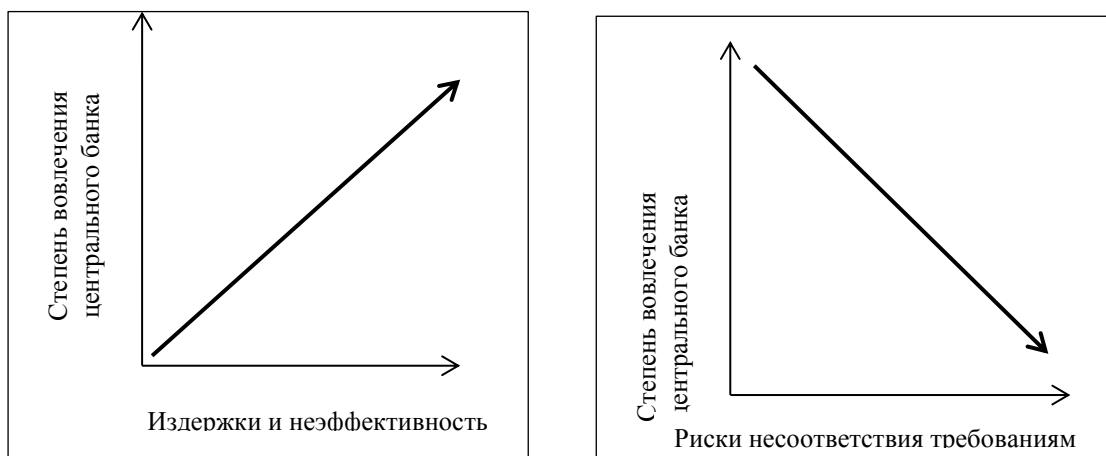 Степень вовлечения
центрального банка
Издержки и неэффективность
Степень вовлечения
центрального банка
Риски несоответствия требованиям